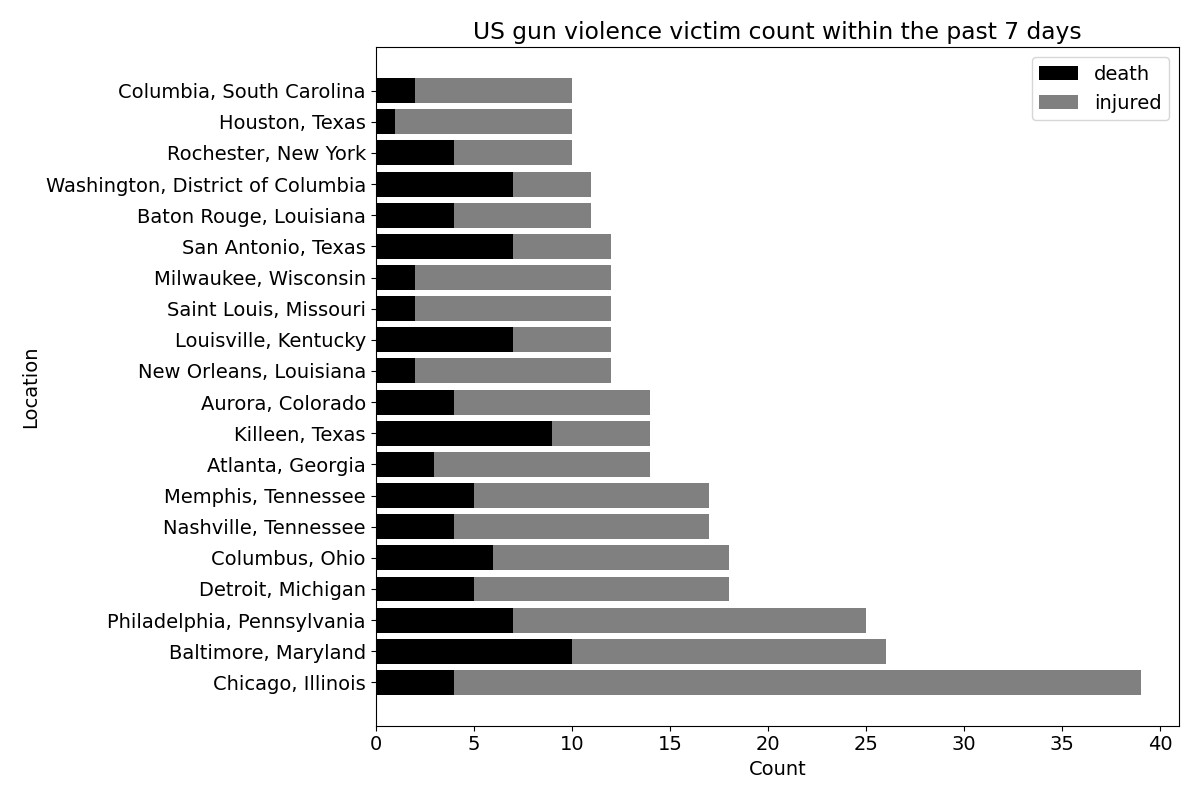 US gun violence victim count within the past 7 days
death
injured
Columbia, South Carolina
Houston, Texas
Rochester, New York
Washington, District of Columbia
Baton Rouge, Louisiana
San Antonio, Texas
Milwaukee, Wisconsin
Saint Louis, Missouri
Louisville, Kentucky
New Orleans, Louisiana
Aurora, Colorado
Killeen, Texas
Atlanta, Georgia
Memphis, Tennessee
Nashville, Tennessee
Columbus, Ohio
Detroit, Michigan
Philadelphia, Pennsylvania
Baltimore, Maryland
Chicago, Illinois
Location
0 5 10 15 20 25 30 35 40
Count